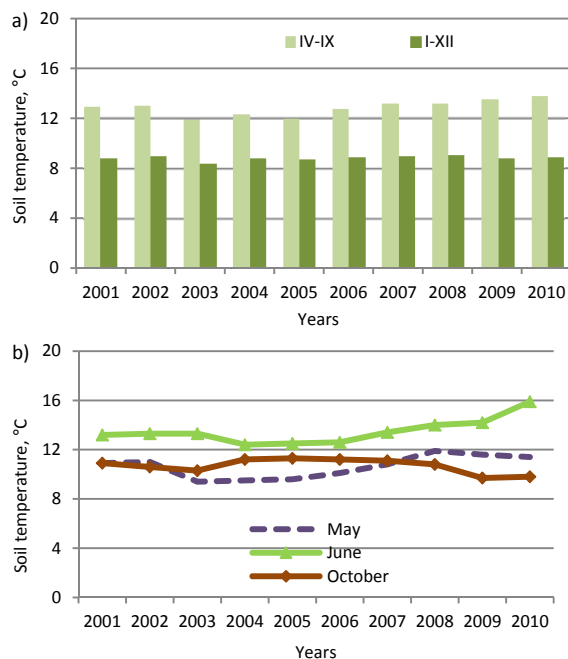 a)
20
16
12
8
4
0
Soil temperature, °C
IV-IX
I-XII
2001 2002 2003 2004 2005 2006 2007 2008 2009 2010
Years
b)
20
16
12
8
4
0
Soil temperature, °C
May
June
October
2001 2002 2003 2004 2005 2006 2007 2008 2009 2010
Years